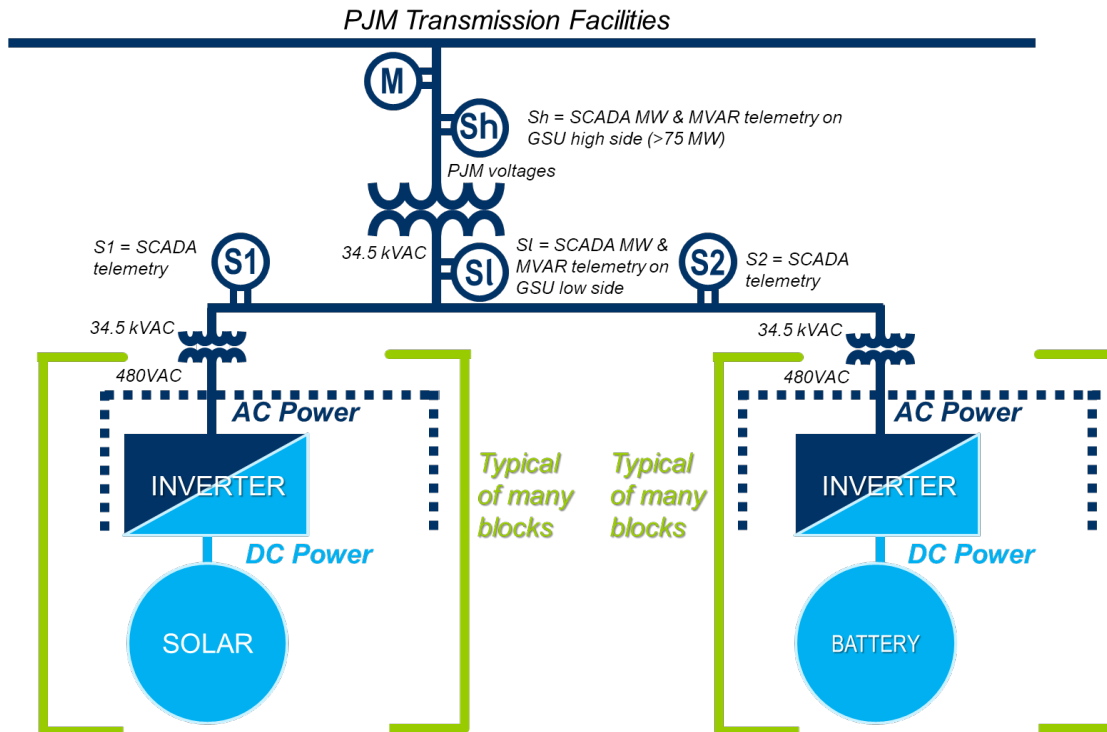 PJM Transmission Facilities
M
Sh
Sh = SCADA MW & MVAR telemetry on
GSU high side (>75 MW)
PJM voltages
34.5 kVAC
S1 = SCADA
telemetry
S1
Sl
Sl = SCADA MW &
MVAR telemetry on
GSU low side
S2
S2 = SCADA
telemetry
34.5 kVAC
480VAC
AC Power
INVERTER
DC Power
SOLAR
Typical
of many
blocks
Typical
of many
blocks
34.5 kVAC
480VAC
AC Power
INVERTER
DC Power
BATTERY